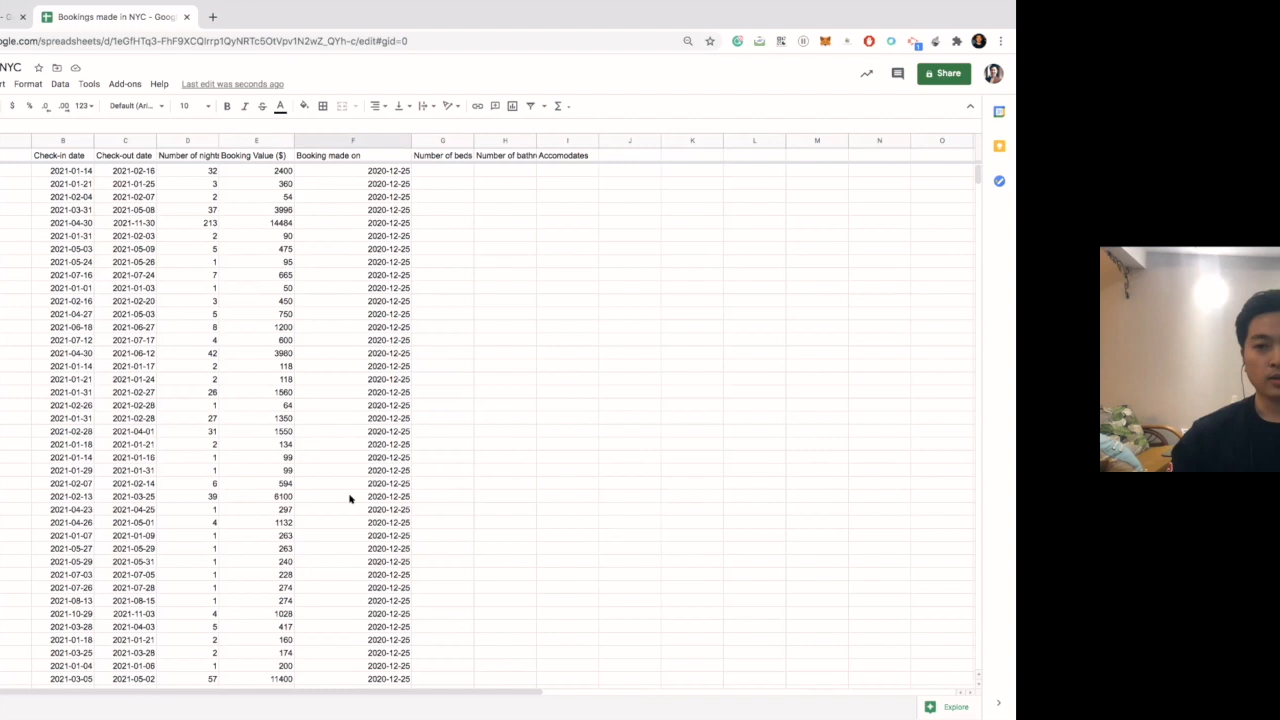 Bookings made in NYC - Goog
gle.com/spreadsheets/d/1eGfHTq3-FhF9XCQIrrp1QyNRTc5OtVpv1N2wZ_QYh-c/edit#gid=0
1
NYC
Share
rt Format Data Tools Add-ons Help Last edit was seconds ago
$ % .0 .00 123 Default (Ari... 10 B I S A
B C D E F G H I J K L M N O
Check-in date Check-out date Number of nights Booking Value ($) Booking made on Number of beds Number of bathr Accomodates
2021-01-14 2021-02-16 32 2400 2020-12-25
2021-01-21 2021-01-25 3 360 2020-12-25
2021-02-04 2021-02-07 2 54 2020-12-25
2021-03-31 2021-05-08 37 3996 2020-12-25
2021-04-30 2021-11-30 213 14484 2020-12-25
2021-01-31 2021-02-03 2 90 2020-12-25
2021-05-03 2021-05-09 5 475 2020-12-25
2021-05-24 2021-05-26 1 95 2020-12-25
2021-07-16 2021-07-24 7 665 2020-12-25
2021-01-01 2021-01-03 1 50 2020-12-25
2021-02-16 2021-02-20 3 450 2020-12-25
2021-04-27 2021-05-03 5 750 2020-12-25
2021-06-18 2021-06-27 8 1200 2020-12-25
2021-07-12 2021-07-17 4 600 2020-12-25
2021-04-30 2021-06-12 42 3980 2020-12-25
2021-01-14 2021-01-17 2 118 2020-12-25
2021-01-21 2021-01-24 2 118 2020-12-25
2021-01-31 2021-02-27 26 1560 2020-12-25
2021-02-26 2021-02-28 1 64 2020-12-25
2021-01-31 2021-02-28 27 1350 2020-12-25
2021-02-28 2021-04-01 31 1550 2020-12-25
2021-01-18 2021-01-21 2 134 2020-12-25
2021-01-14 2021-01-16 1 99 2020-12-25
2021-01-29 2021-01-31 1 99 2020-12-25
2021-02-07 2021-02-14 6 594 2020-12-25
2021-02-13 2021-03-25 39 6100 2020-12-25
2021-04-23 2021-04-25 1 297 2020-12-25
2021-04-26 2021-05-01 4 1132 2020-12-25
2021-01-07 2021-01-09 1 263 2020-12-25
2021-05-27 2021-05-29 1 263 2020-12-25
2021-05-29 2021-05-31 1 240 2020-12-25
2021-07-03 2021-07-05 1 228 2020-12-25
2021-07-26 2021-07-28 1 274 2020-12-25
2021-08-13 2021-08-15 1 274 2020-12-25
2021-10-29 2021-11-03 4 1028 2020-12-25
2021-03-28 2021-04-03 5 417 2020-12-25
2021-01-18 2021-01-21 2 160 2020-12-25
2021-03-25 2021-03-28 2 174 2020-12-25
2021-01-04 2021-01-06 1 200 2020-12-25
2021-03-05 2021-05-02 57 11400 2020-12-25
Explore